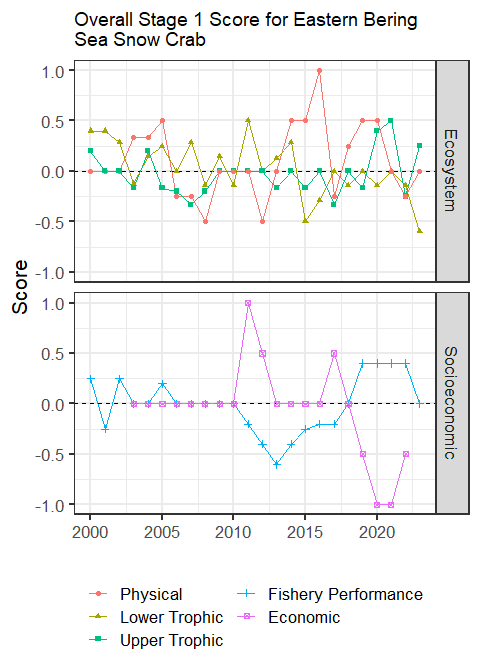 Overall Stage 1 Score for Eastern Bering
Sea Snow Crab
Score
1.0
0.5
0.0
-0.5
-1.0
Ecosystem
1.0
0.5
0.0
-0.5
-1.0
Socioeconomic
2000 2005 2010 2015 2020
Physical
Lower Trophic
Upper Trophic
Fishery Performance
Economic